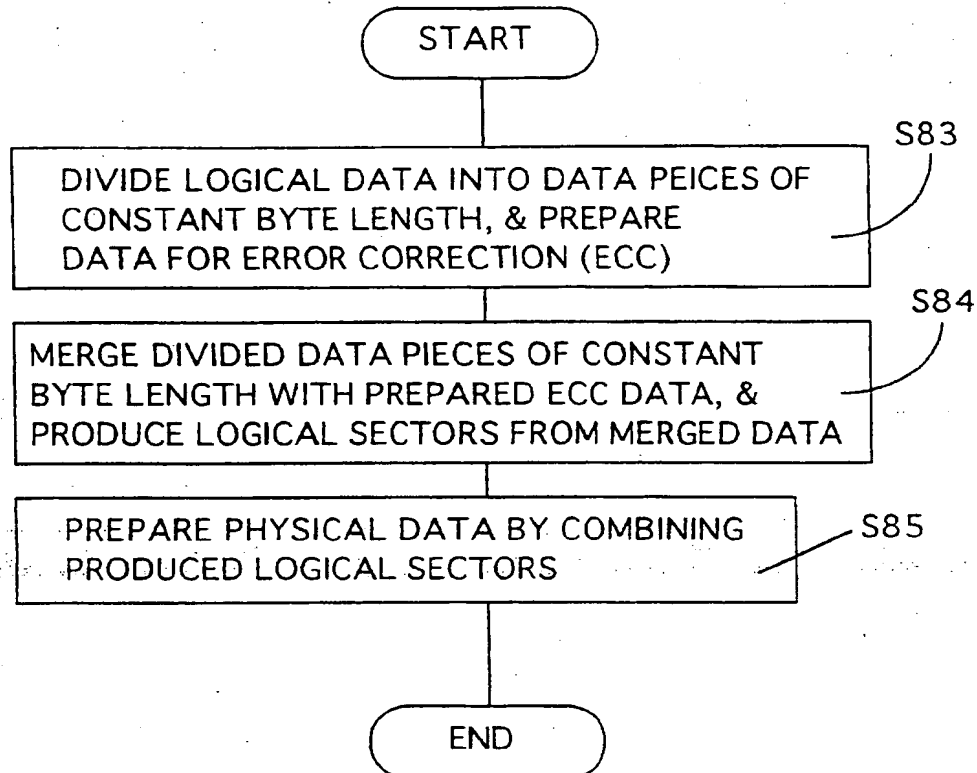 START
S83
DIVIDE LOGICAL DATA INTO DATA PEICES OF
CONSTANT BYTE LENGTH, & PREPARE
DATA FOR ERROR CORRECTION (ECC)
S84
MERGE DIVIDED DATA PIECES OF CONSTANT
BYTE LENGTH WITH PREPARED ECC DATA, &
PRODUCE LOGICAL SECTORS FROM MERGED DATA
S85
PREPARE PHYSICAL DATA BY COMBINING
PRODUCED LOGICAL SECTORS
END